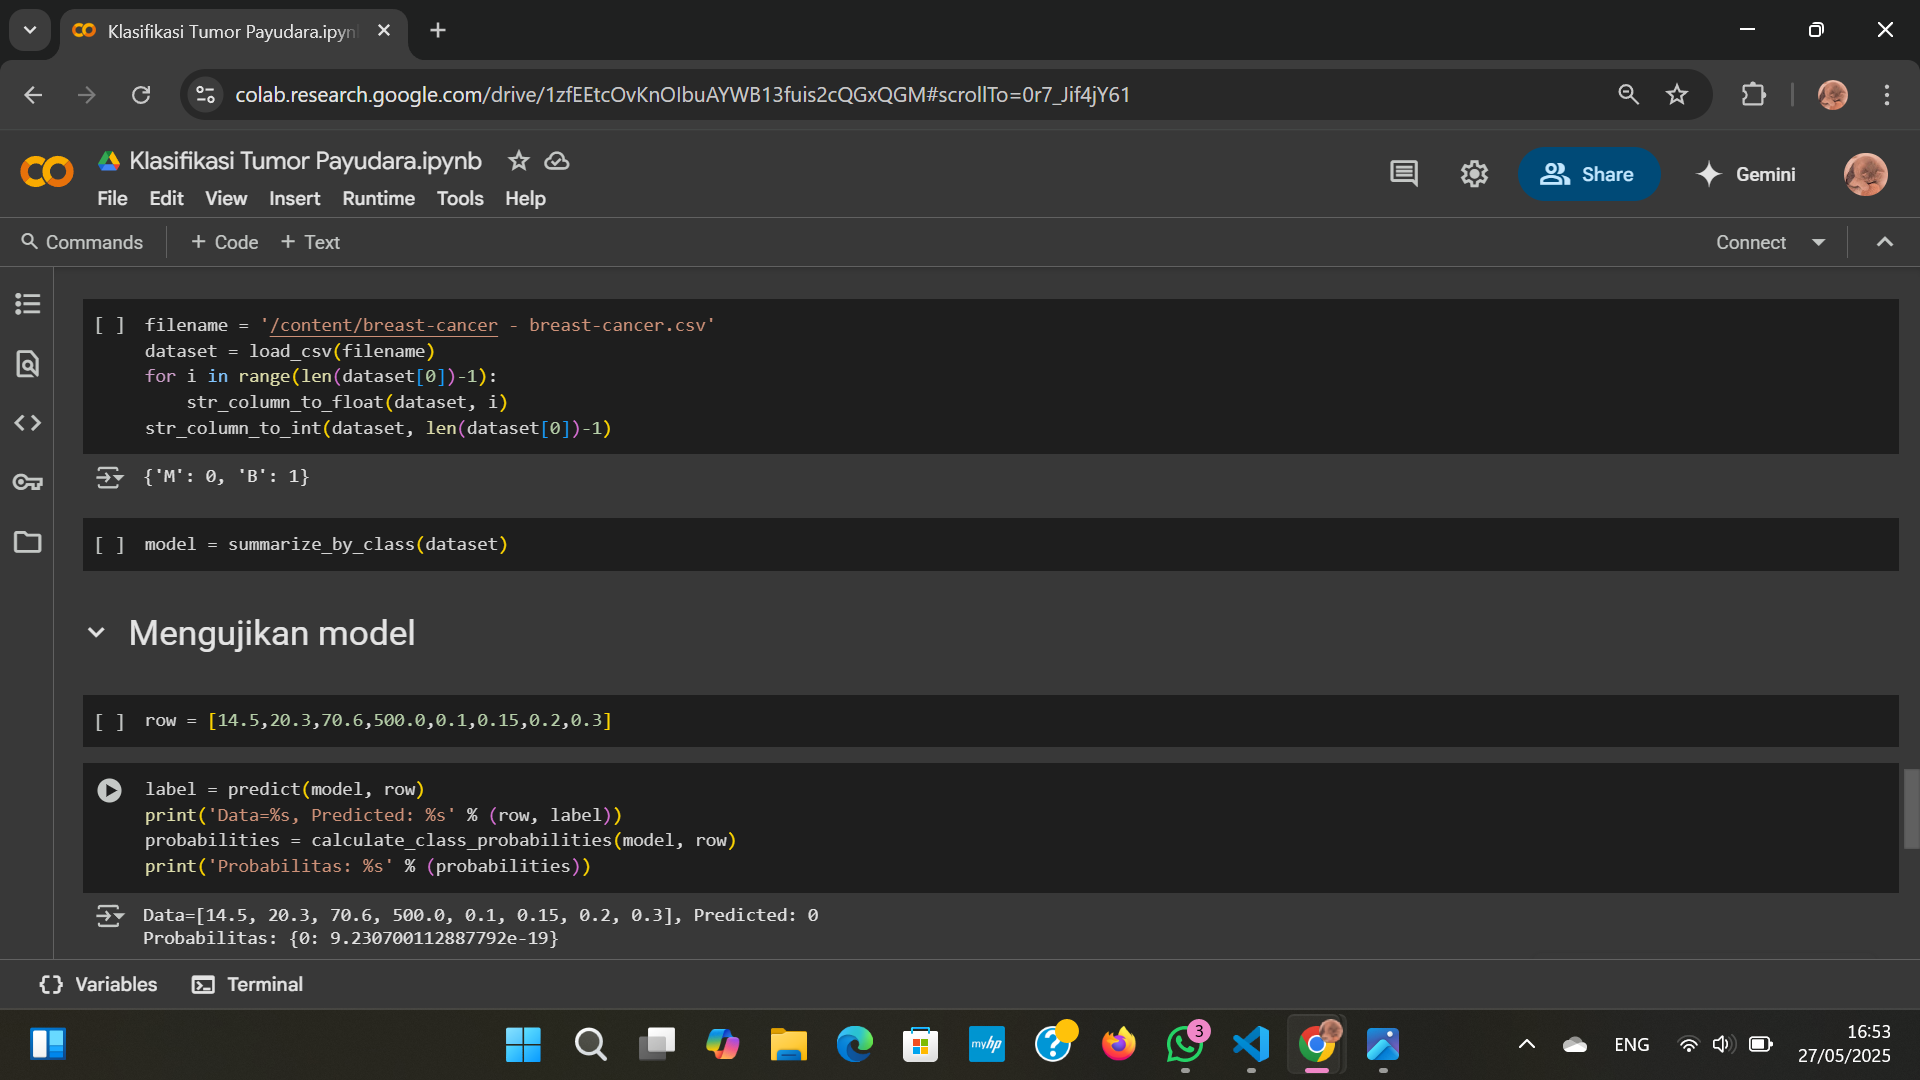 Klasifikasi Tumor Payudara.ipyn
colab.research.google.com/drive/1zfEEtcOvKnOIbuAYWB13fuis2cQGxQGM#scrollTo=0r7_Jif4jY61
Klasifikasi Tumor Payudara.ipynb
File Edit View Insert Runtime Tools Help
Share
Gemini
Commands + Code + Text
Connect
[ ] filename = '/content/breast-cancer - breast-cancer.csv'
dataset = load_csv(filename)
for i in range(len(dataset[0])-1):
    str_column_to_float(dataset, i)
str_column_to_int(dataset, len(dataset[0])-1)
{'M': 0, 'B': 1}
[ ] model = summarize_by_class(dataset)
Mengujikan model
[ ] row = [14.5,20.3,70.6,500.0,0.1,0.15,0.2,0.3]
label = predict(model, row)
print('Data=%s, Predicted: %s' % (row, label))
probabilities = calculate_class_probabilities(model, row)
print('Probabilitas: %s' % (probabilities))
Data=[14.5, 20.3, 70.6, 500.0, 0.1, 0.15, 0.2, 0.3], Predicted: 0
Probabilitas: {0: 9.230700112887792e-19}
{} Variables Terminal
myhp
3
ENG
16:53
27/05/2025